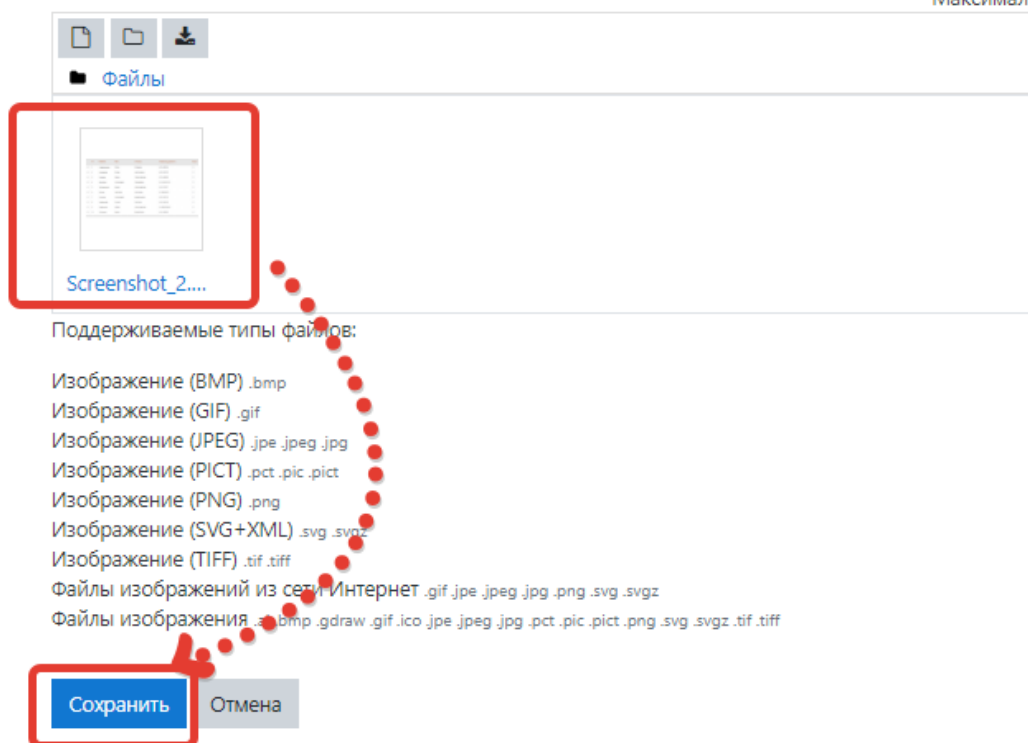 Файлы
Screenshot_2....
Поддерживаемые типы файлов:
Изображение (BMP) .bmp
Изображение (GIF) .gif
Изображение (JPEG) .jpe .jpeg .jpg
Изображение (PICT) .pct .pic .pict
Изображение (PNG) .png
Изображение (SVG+XML) .svg .svgz
Изображение (TIFF) .tif .tiff
Файлы изображений из сети Интернет .gif .jpe .jpeg .jpg .png .svg .svgz
Файлы изображения .bmp .gdraw .gif .ico .jpe .jpeg .jpg .pct .pic .pict .png .svg .svgz .tif .tiff
Сохранить Отмена